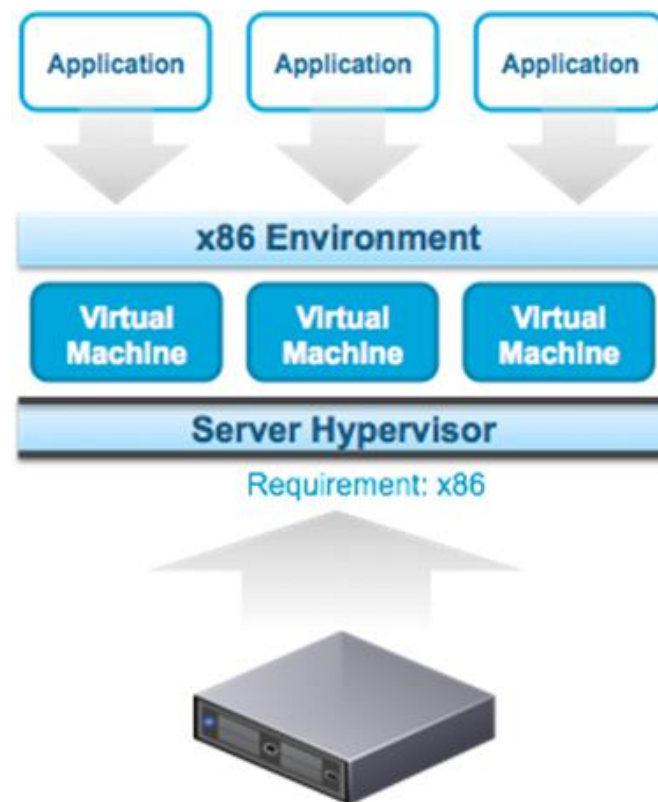 Application Application Application
x86 Environment
Virtual Virtual Virtual
Machine Machine Machine
Server Hypervisor
Requirement: x86